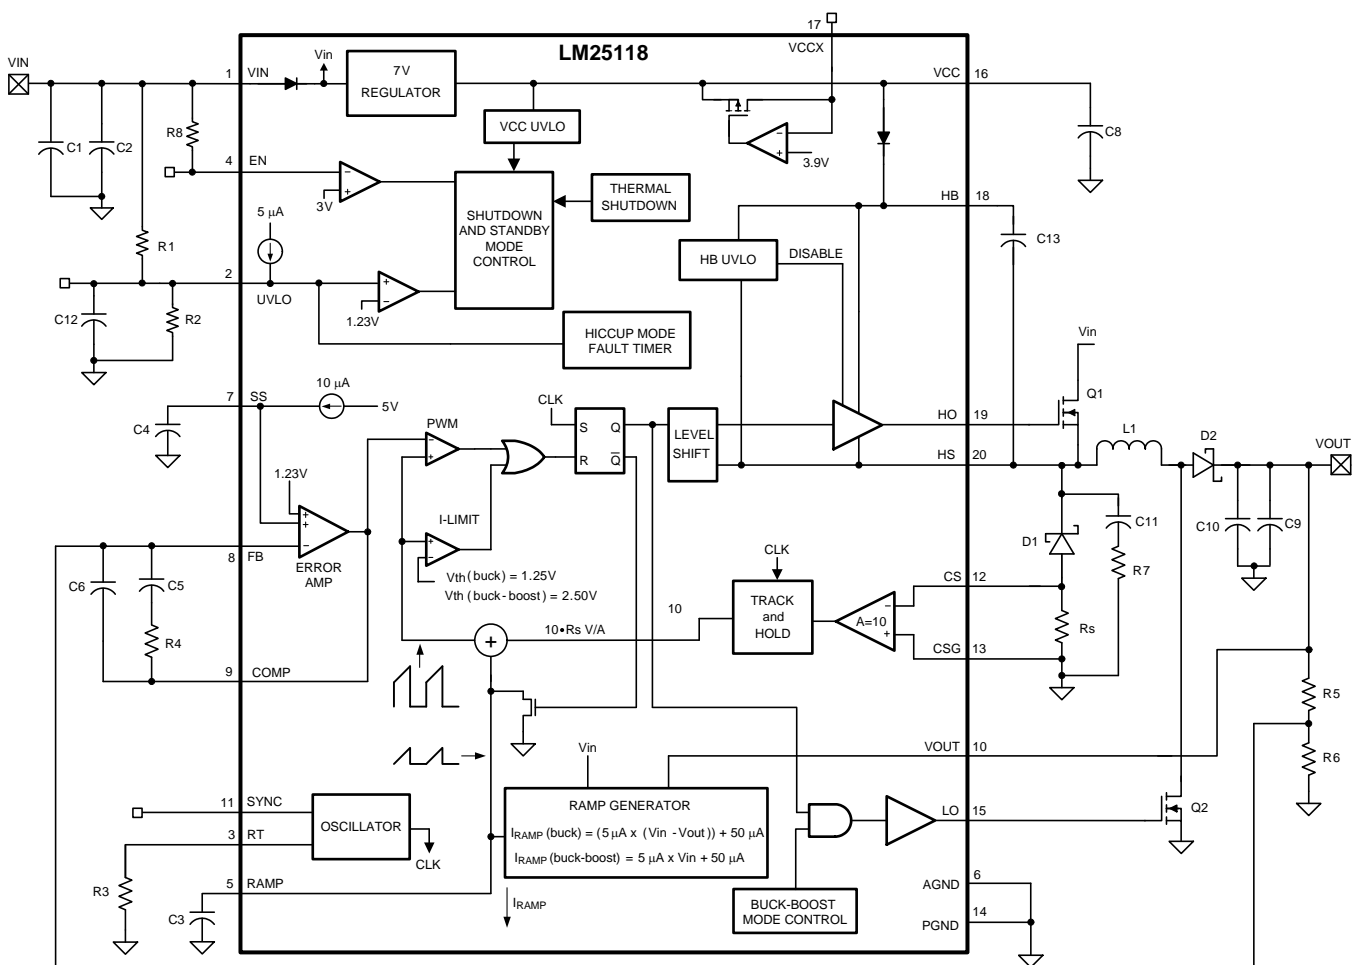 17
VCCX
LM25118
VIN
1
VIN
Vin
7V
REGULATOR
VCC
16
VCC UVLO
3.9V
C8
C1
C2
R8
4
EN
3V
THERMAL
SHUTDOWN
SHUTDOWN
AND STANDBY
MODE
CONTROL
HB
18
C13
5 µA
R1
HB UVLO
DISABLE
2
UVLO
1.23V
C12
R2
HICCUP MODE
FAULT TIMER
Vin
Q1
7
SS
10 µA
5V
C4
CLK
PWM
S
Q
R
Q
LEVEL
SHIFT
HO
19
HS
20
L1
D2
VOUT
1.23V
I-LIMIT
8
FB
ERROR
AMP
Vth (buck) = 1.25V
Vth (buck-boost) = 2.50V
C11
D1
R7
C10
C9
C6
C5
R4
CLK
TRACK
and
HOLD
A=10
CS
12
Rs
CSG
13
10
10•Rs V/A
9
COMP
R5
R6
Vin
VOUT
10
RAMP GENERATOR
IRAMP (buck) = (5 µA x (Vin - Vout)) + 50 µA
IRAMP (buck-boost) = 5 µA x Vin + 50 µA
LO
15
Q2
11
SYNC
OSCILLATOR
3
RT
CLK
R3
5
RAMP
C3
IRAMP
BUCK-BOOST
MODE CONTROL
AGND
6
PGND
14